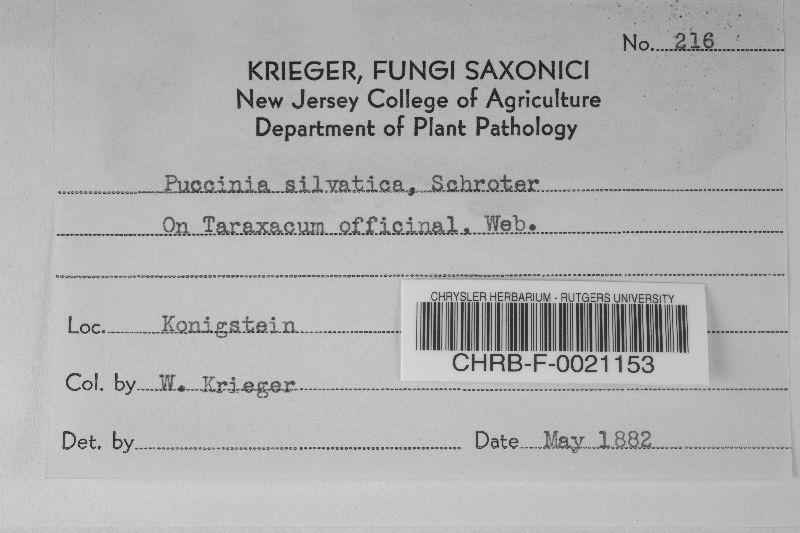 No. 216
KRIEGER, FUNGI SAXONICI
New Jersey College of Agriculture
Department of Plant Pathology
Puccinia silvatica, Schroter
On Taraxacum officinal, Web.
CHRYSLER HERBARIUM - RUTGERS UNIVERSITY
CHRB-F-0021153
Loc. Konigstein
Col. by W. Krieger
Det. by
Date May 1882